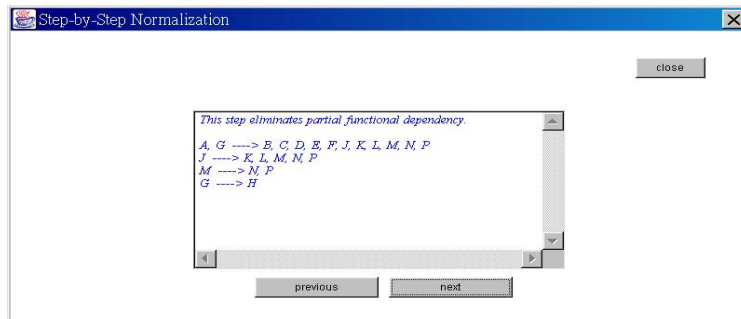 Step-by-Step Normalization
close
This step eliminates partial functional dependency.
A, G ----> B, C, D, E, F, J, K, L, M, N, P
J ----> K, L, M, N, P
M ----> N, P
G ----> H
previous
next